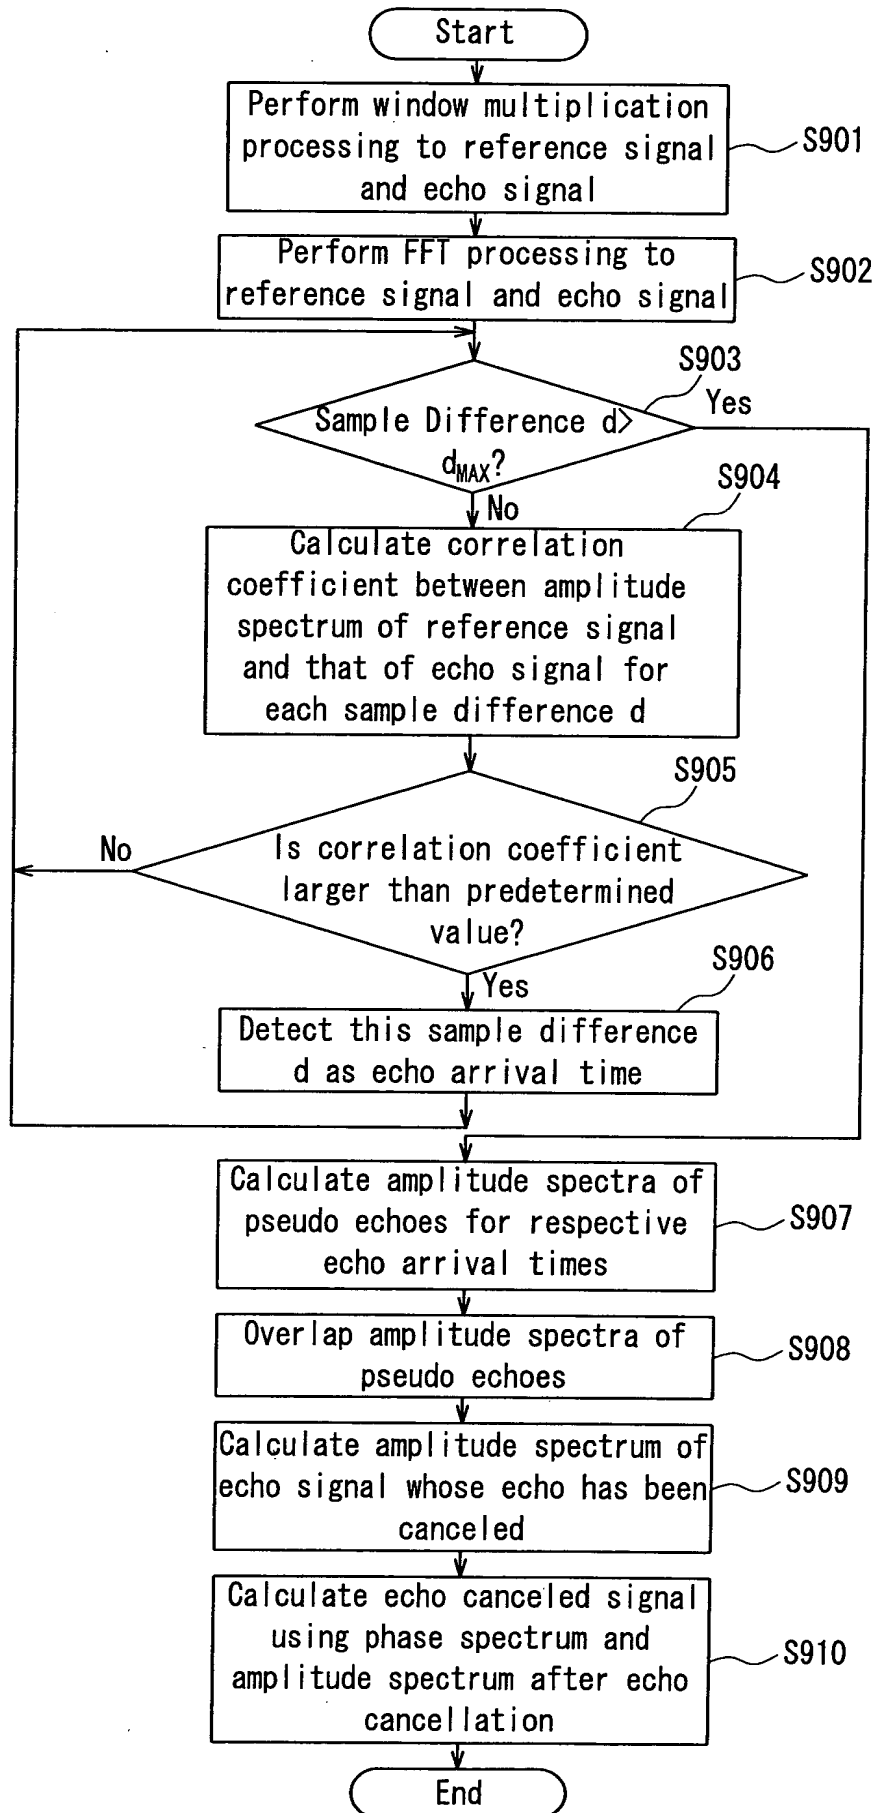 Start
Perform window multiplication
processing to reference signal
and echo signal
S901
Perform FFT processing to
reference signal and echo signal
S902
S903
Sample Difference d>
dMAX?
Yes
No
S904
Calculate correlation
coefficient between amplitude
spectrum of reference signal
and that of echo signal for
each sample difference d
S905
Is correlation coefficient
larger than predetermined
value?
No
Yes
S906
Detect this sample difference
d as echo arrival time
Calculate amplitude spectra of
pseudo echoes for respective
echo arrival times
S907
Overlap amplitude spectra of
pseudo echoes
S908
Calculate amplitude spectrum of
echo signal whose echo has been
canceled
S909
Calculate echo canceled signal
using phase spectrum and
amplitude spectrum after echo
cancellation
S910
End